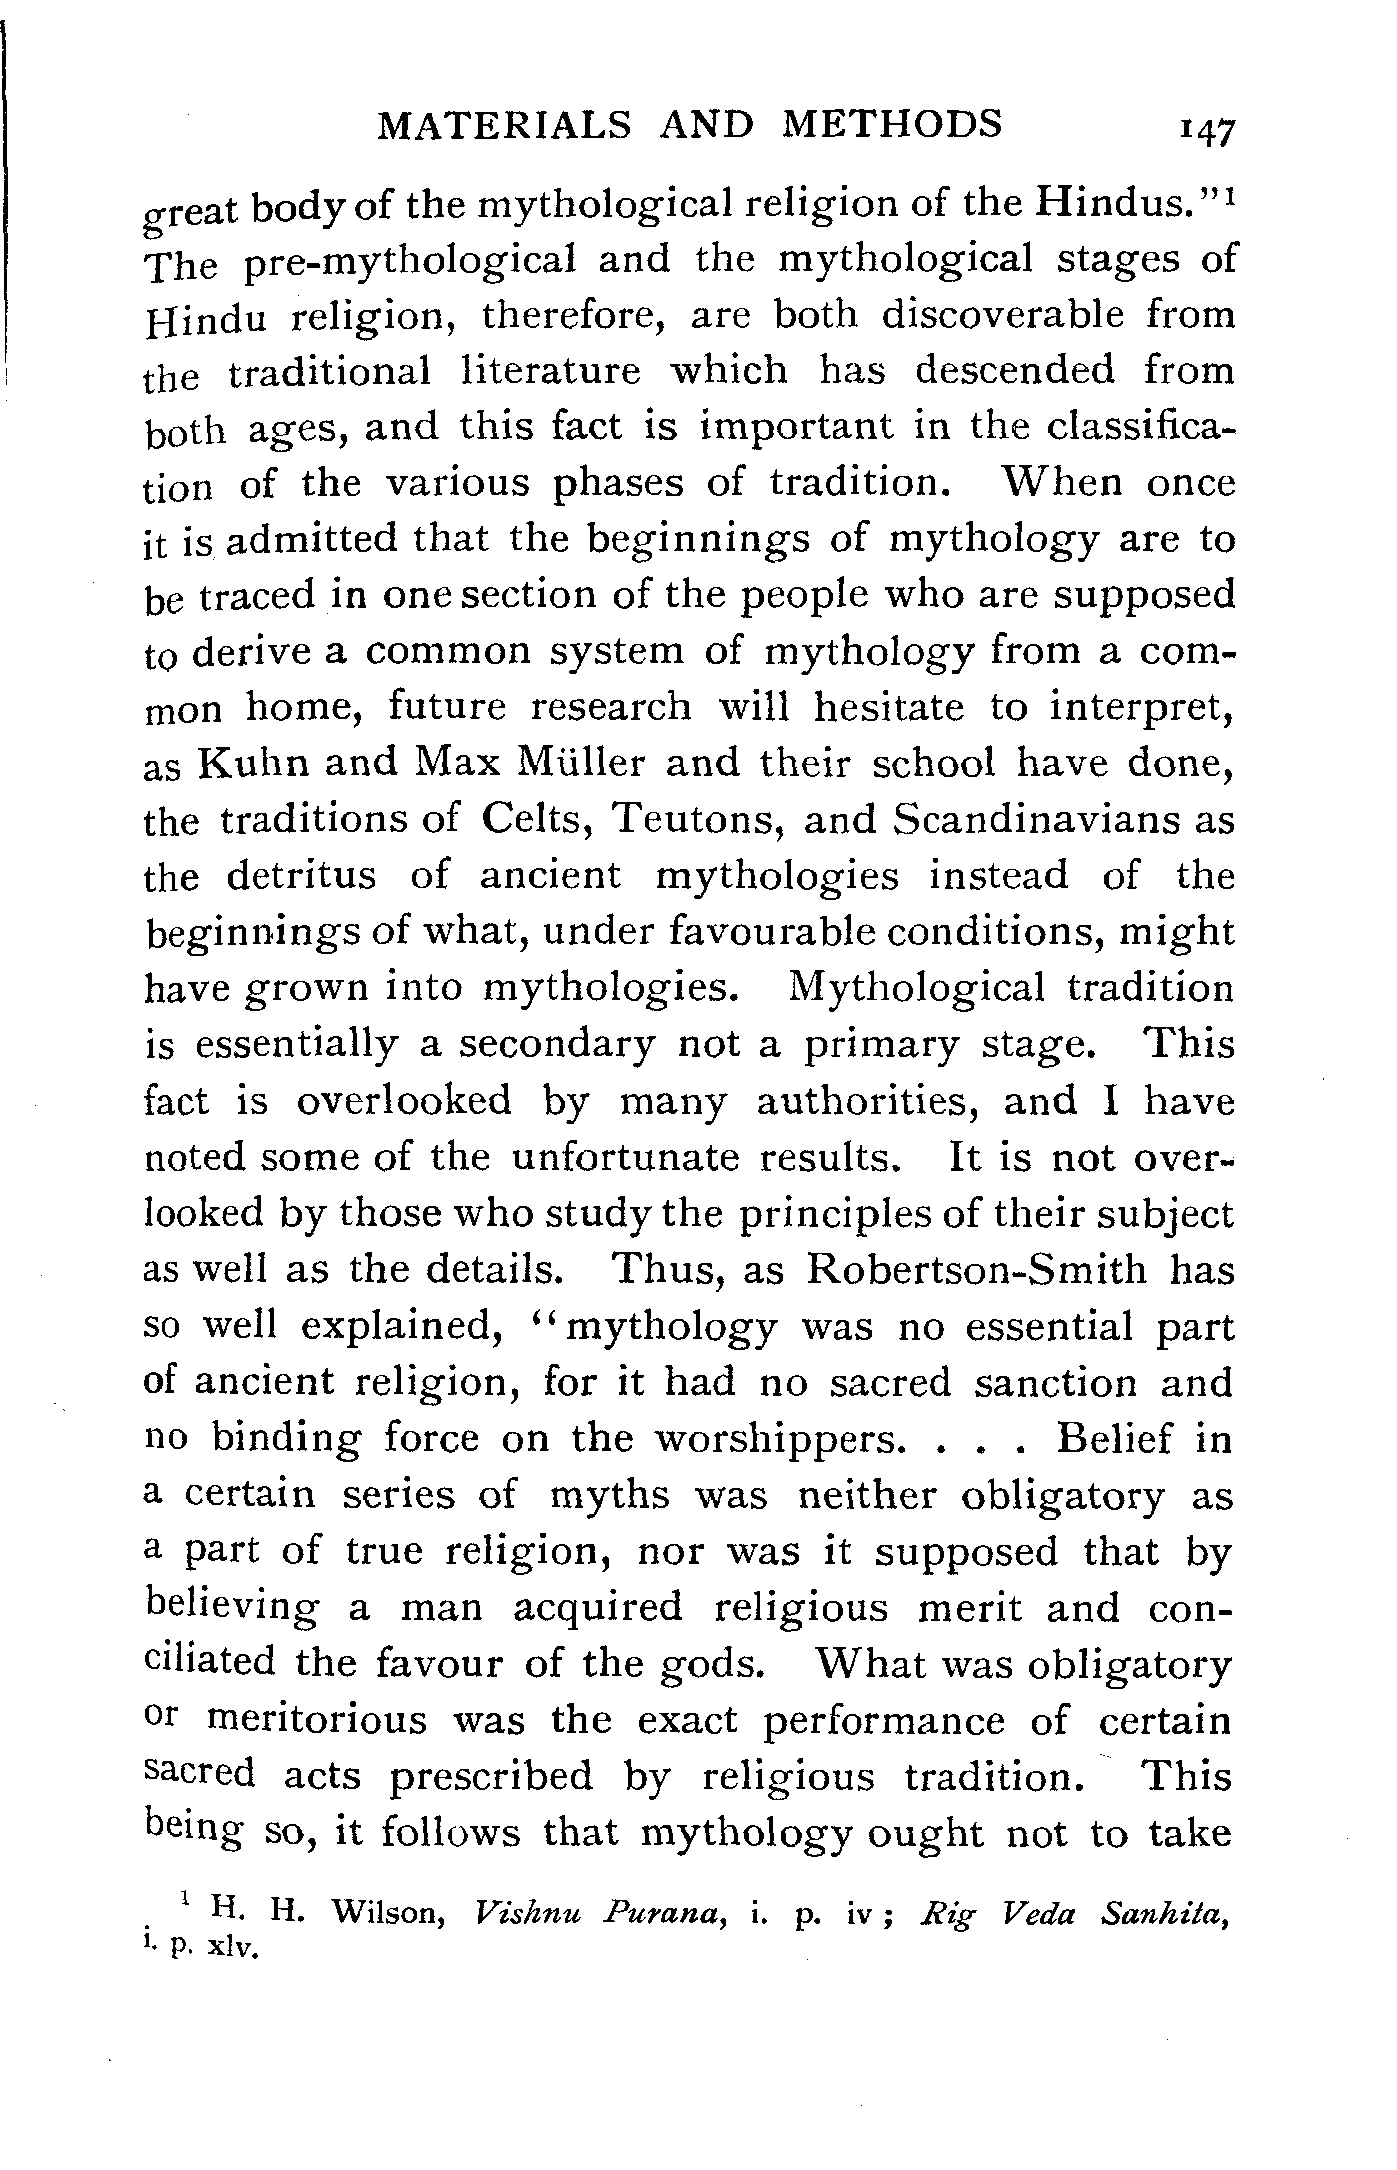 MATERIALS AND METHODS 147
great body of the mythological religion of the Hindus."¹
The pre-mythological and the mythological stages of
Hindu religion, therefore, are both discoverable from
the traditional literature which has descended from
both ages, and this fact is important in the classifica-
tion of the various phases of tradition. When once
it is admitted that the beginnings of mythology are to
be traced in one section of the people who are supposed
to derive a common system of mythology from a com-
mon home, future research will hesitate to interpret,
as Kuhn and Max Müller and their school have done,
the traditions of Celts, Teutons, and Scandinavians as
the detritus of ancient mythologies instead of the
beginnings of what, under favourable conditions, might
have grown into mythologies. Mythological tradition
is essentially a secondary not a primary stage. This
fact is overlooked by many authorities, and I have
noted some of the unfortunate results. It is not over-
looked by those who study the principles of their subject
as well as the details. Thus, as Robertson-Smith has
so well explained, "mythology was no essential part
of ancient religion, for it had no sacred sanction and
no binding force on the worshippers. . . . Belief in
a certain series of myths was neither obligatory as
a part of true religion, nor was it supposed that by
believing a man acquired religious merit and con-
ciliated the favour of the gods. What was obligatory
or meritorious was the exact performance of certain
sacred acts prescribed by religious tradition. This
being so, it follows that mythology ought not to take
¹ H. H. Wilson, Vishnu Purana, i. p. iv; Rig Veda Sanhita,
i. p. xlv.